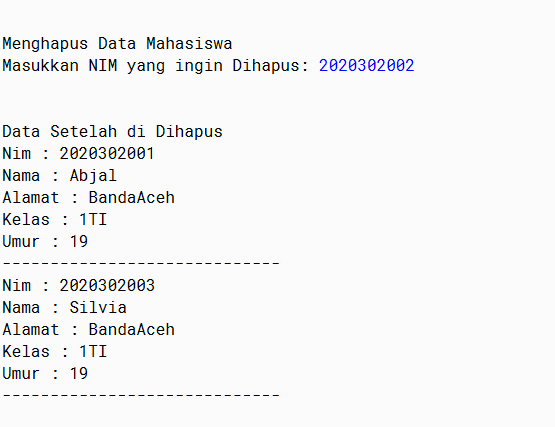 Menghapus Data Mahasiswa
Masukkan NIM yang ingin Dihapus: 2020302002
Data Setelah di Dihapus
Nim : 2020302001
Nama : Abjal
Alamat : BandaAceh
Kelas : 1TI
Umur : 19
-----------------------------
Nim : 2020302003
Nama : Silvia
Alamat : BandaAceh
Kelas : 1TI
Umur : 19
-----------------------------